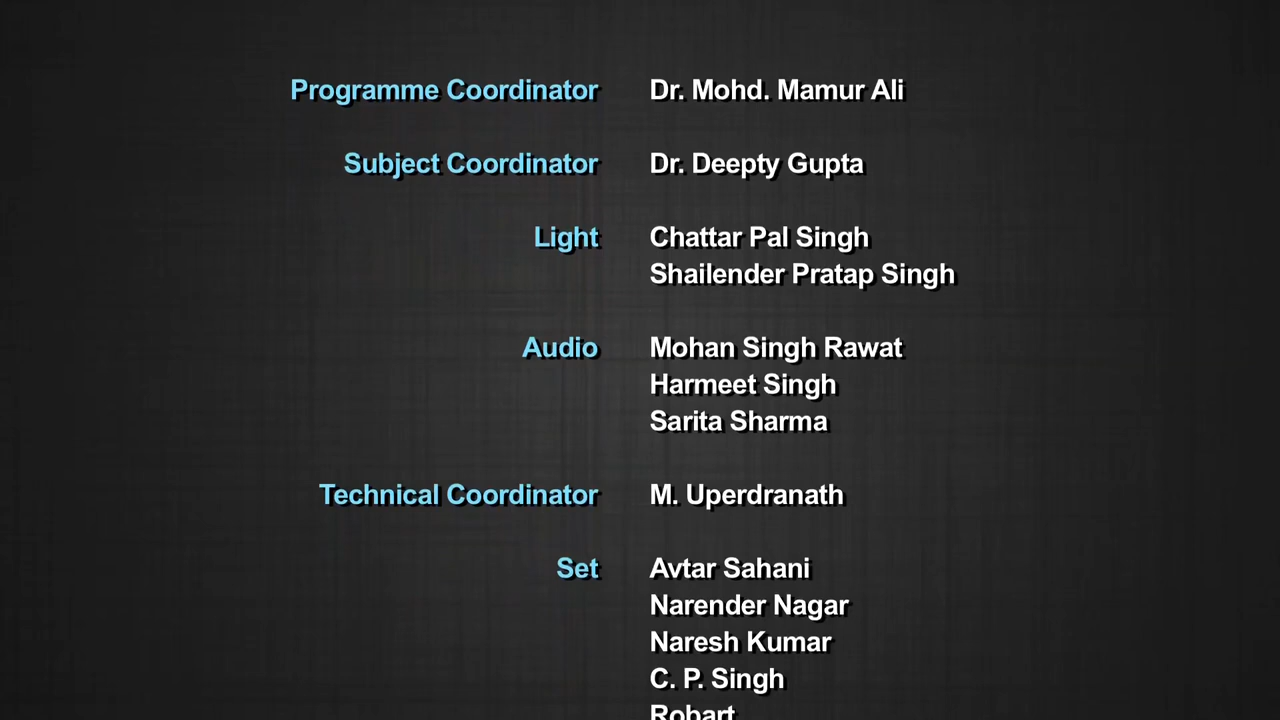 Programme Coordinator Dr. Mohd. Mamur Ali
Subject Coordinator Dr. Deepty Gupta
Light Chattar Pal Singh
Shailender Pratap Singh
Audio Mohan Singh Rawat
Harmeet Singh
Sarita Sharma
Technical Coordinator M. Uperdranath
Set Avtar Sahani
Narender Nagar
Naresh Kumar
C. P. Singh
Robart